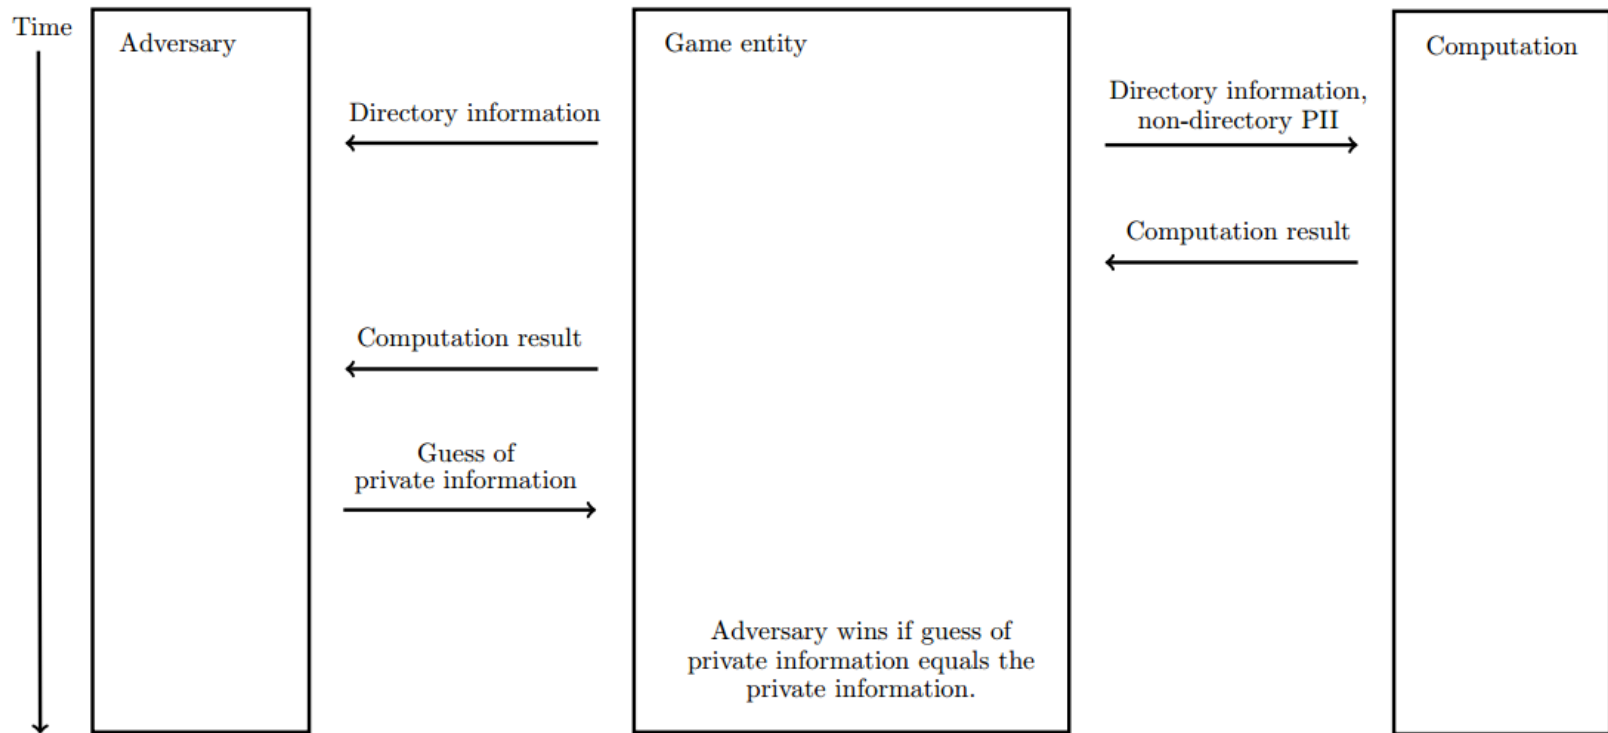 Time
Adversary
Game entity
Computation
Directory information
Directory information,
non-directory PII
Computation result
Computation result
Guess of
private information
Adversary wins if guess of
private information equals the
private information.